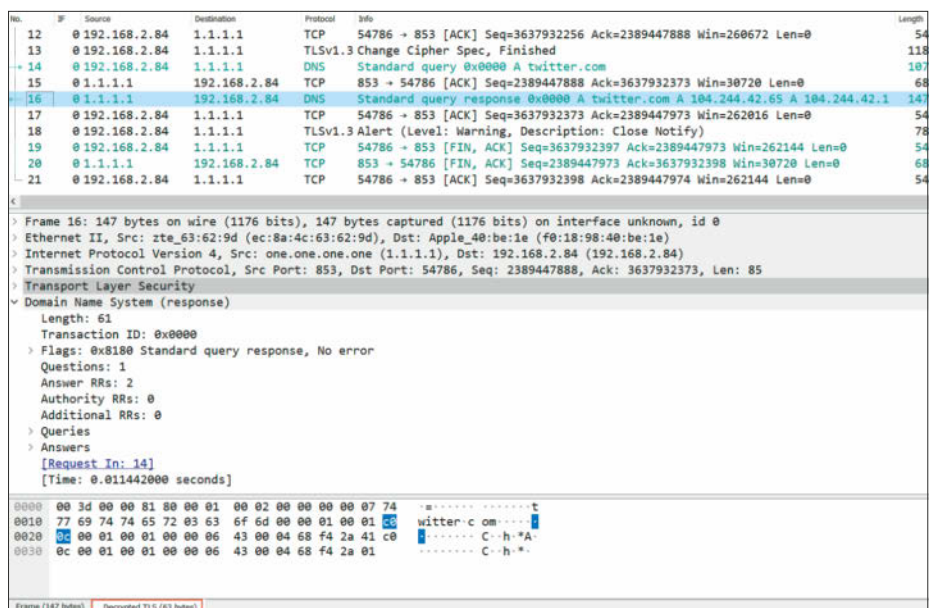 No. IF Source Destination Protocol Info Length
12 0 192.168.2.84 1.1.1.1 TCP 54786 → 853 [ACK] Seq=3637932256 Ack=2389447888 Win=260672 Len=0 54
13 0 192.168.2.84 1.1.1.1 TLSv1.3 Change Cipher Spec, Finished 118
14 0 192.168.2.84 1.1.1.1 DNS Standard query 0x0000 A twitter.com 107
15 0 1.1.1.1 192.168.2.84 TCP 853 → 54786 [ACK] Seq=2389447888 Ack=3637932373 Win=30720 Len=0 68
16 0 1.1.1.1 192.168.2.84 DNS Standard query response 0x0000 A twitter.com A 104.244.42.65 A 104.244.42.1 147
17 0 192.168.2.84 1.1.1.1 TCP 54786 → 853 [ACK] Seq=3637932373 Ack=2389447973 Win=262016 Len=0 54
18 0 192.168.2.84 1.1.1.1 TLSv1.3 Alert (Level: Warning, Description: Close Notify) 78
19 0 192.168.2.84 1.1.1.1 TCP 54786 → 853 [FIN, ACK] Seq=3637932397 Ack=2389447973 Win=262144 Len=0 54
20 0 1.1.1.1 192.168.2.84 TCP 853 → 54786 [FIN, ACK] Seq=2389447973 Ack=3637932398 Win=30720 Len=0 68
21 0 192.168.2.84 1.1.1.1 TCP 54786 → 853 [ACK] Seq=3637932398 Ack=2389447974 Win=262144 Len=0 54
Frame 16: 147 bytes on wire (1176 bits), 147 bytes captured (1176 bits) on interface unknown, id 0
Ethernet II, Src: zte_63:62:9d (ec:8a:4c:63:62:9d), Dst: Apple_40:be:1e (f0:18:98:40:be:1e)
Internet Protocol Version 4, Src: one.one.one.one (1.1.1.1), Dst: 192.168.2.84 (192.168.2.84)
Transmission Control Protocol, Src Port: 853, Dst Port: 54786, Seq: 2389447888, Ack: 3637932373, Len: 85
Transport Layer Security
Domain Name System (response)
Length: 61
Transaction ID: 0x0000
Flags: 0x8180 Standard query response, No error
Questions: 1
Answer RRs: 2
Authority RRs: 0
Additional RRs: 0
Queries
Answers
[Request In: 14]
[Time: 0.011442000 seconds]
0000 00 3d 00 00 81 80 00 01 00 02 00 00 00 00 07 74 ·=············t
0010 77 69 74 74 65 72 03 63 6f 6d 00 00 01 00 01 c0 witter·c om·····
0020 0c 00 01 00 01 00 00 06 43 00 04 68 f4 2a 41 c0 ········ C··h·*A·
0030 0c 00 01 00 01 00 00 06 43 00 04 68 f4 2a 01 ········ C··h·*·
Frame (147 bytes) Decrypted TLS (63 bytes)